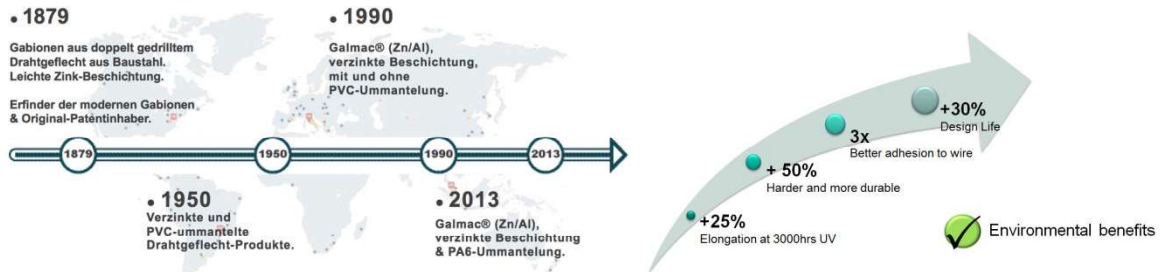 • 1879
Gabionen aus doppelt gedrilltem
Drahtgeflecht aus Baustahl.
Leichte Zink-Beschichtung.
Erfinder der modernen Gabionen
& Original-Patentinhaber.
• 1990
Galmac® (Zn/Al),
verzinkte Beschichtung,
mit und ohne
PVC-Ummantelung.
1879
1950
1990
2013
• 1950
Verzinkte und
PVC-ummantelte
Drahtgeflecht-Produkte.
• 2013
Galmac® (Zn/Al),
verzinkte Beschichtung
& PA6-Ummantelung.
+30%
Design Life
3x
Better adhesion to wire
+ 50%
Harder and more durable
+25%
Elongation at 3000hrs UV
Environmental benefits